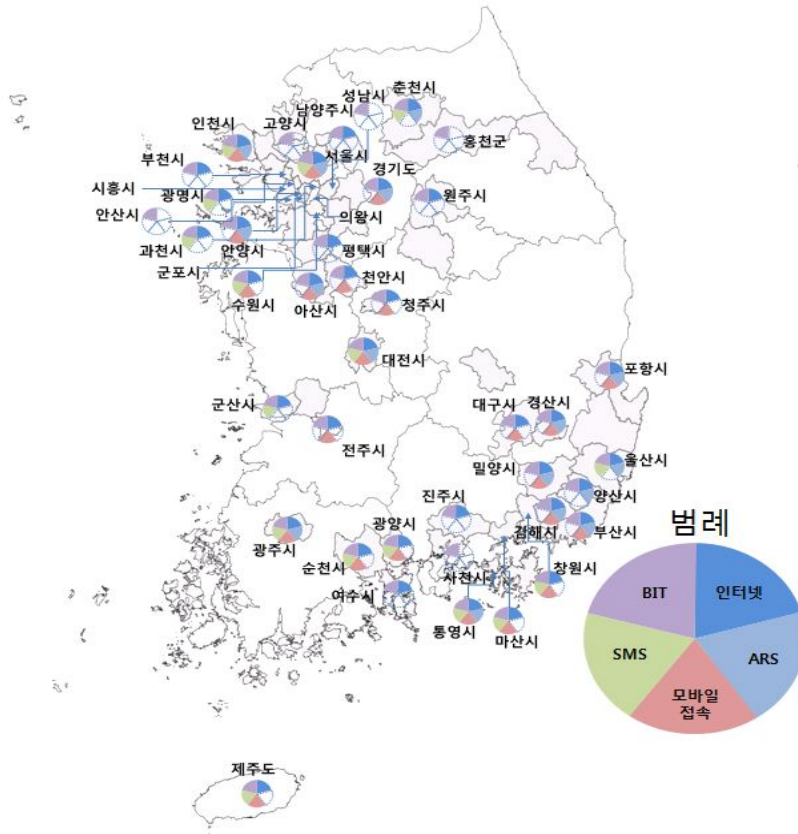 춘천시
성남시
남양주시
인천시
고양시
홍천군
서울시
부천시
경기도
시흥시
광명시
원주시
안산시
의왕시
과천시
안양시
평택시
군포시
천안시
수원시
아산시
청주시
대전시
포항시
군산시
대구시
경산시
전주시
밀양시
울산시
진주시
양산시
광양시
김해시
부산시
광주시
순천시
사천시
창원시
여수시
통영시
마산시
제주도
범례
BIT
인터넷
SMS
ARS
모바일
접속